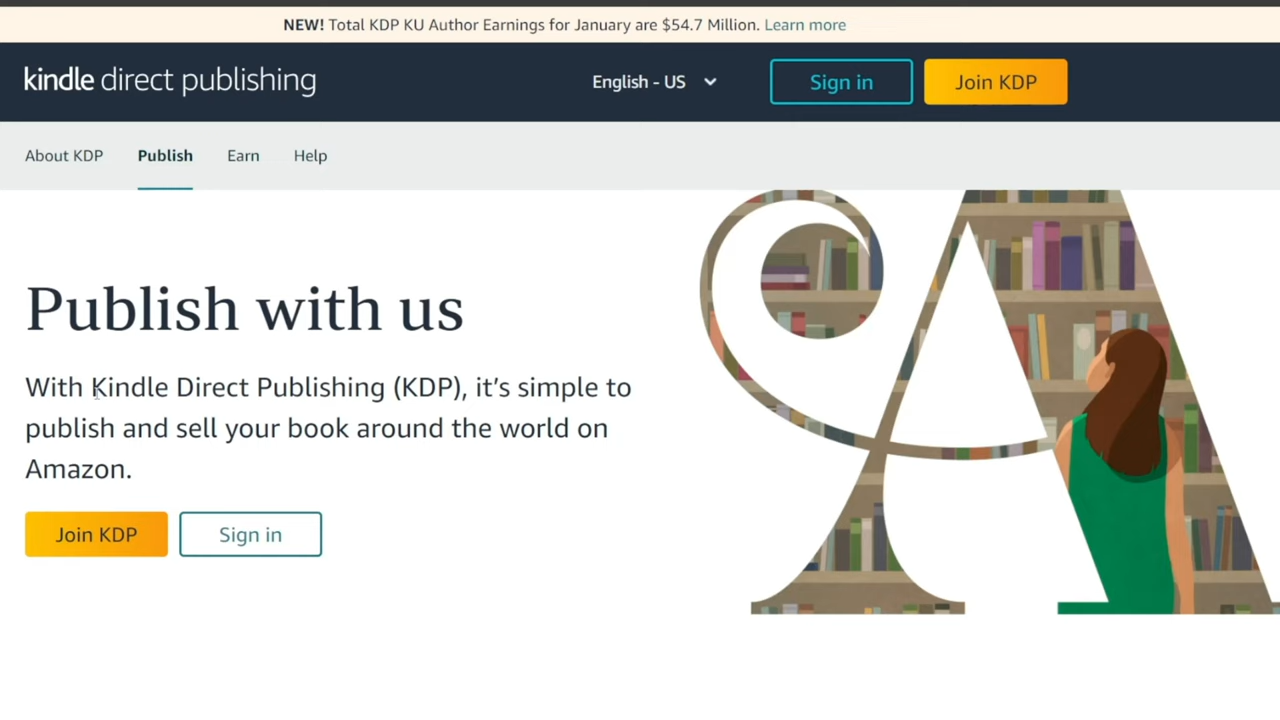 NEW! Total KDP KU Author Earnings for January are $54.7 Million. Learn more
kindle direct publishing
English - US
Sign in
Join KDP
About KDP
Publish
Earn
Help
Publish with us
With Kindle Direct Publishing (KDP), it’s simple to
publish and sell your book around the world on
Amazon.
Join KDP
Sign in